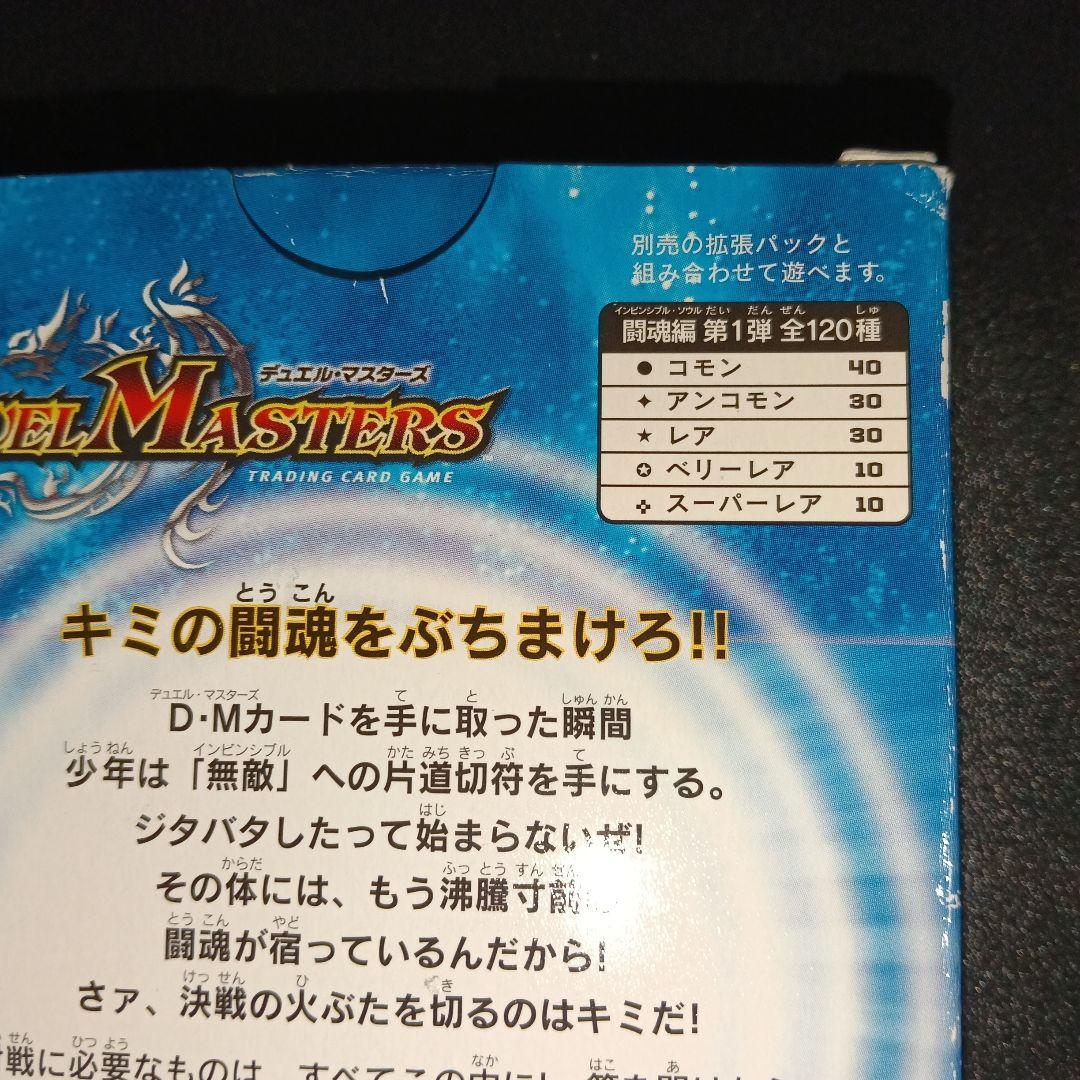 別売の拡張パックと
組み合わせて遊べます。
インビンシブル・ソウル だい だん ぜん しゅ
闘魂編 第1弾 全120種
● コモン 40
✦ アンコモン 30
★ レア 30
✪ ベリーレア 10
✣ スーパーレア 10
デュエル・マスターズ
UEL MASTERS
TRADING CARD GAME
とう こん
キミの闘魂をぶちまけろ!!
デュエル・マスターズ て と しゅん かん
D・Mカードを手に取った瞬間
しょう ねん インビンシブル かた みち きっ ぷ て
少年は「無敵」への片道切符を手にする。
はじ
ジタバタしたって始まらないぜ!
からだ ふっ とう すん ぜん
その体には、もう沸騰寸前
とう こん やど
闘魂が宿っているんだから!
けっ せん ひ き
さァ、決戦の火ぶたを切るのはキミだ!
せん ひつ よう なか はこ あ
戦に必要なものは、すべてこの中に